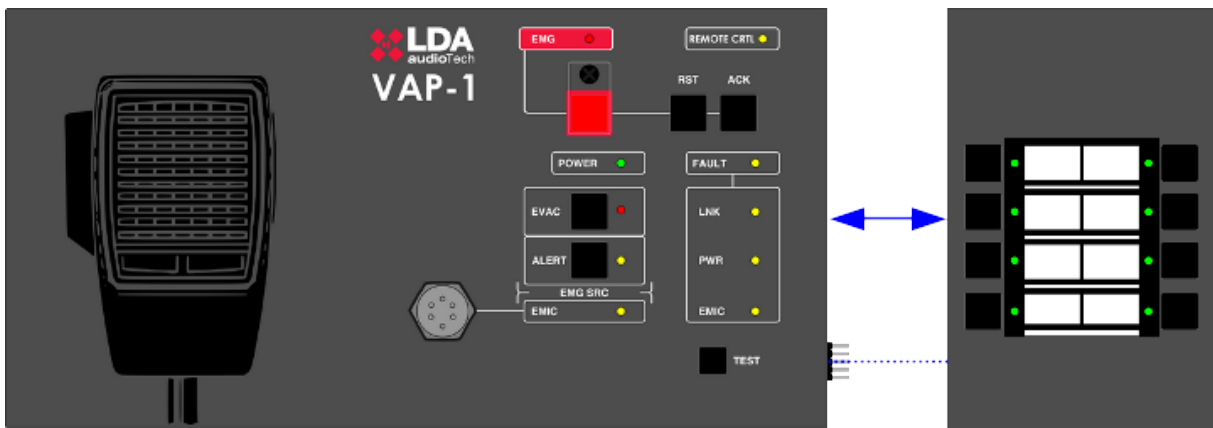 LDA
audioTech
VAP-1
EMG
REMOTE CRTL
RST
ACK
POWER
FAULT
EVAC
LNK
ALERT
PWR
EMG SRC
EMIC
EMIC
TEST